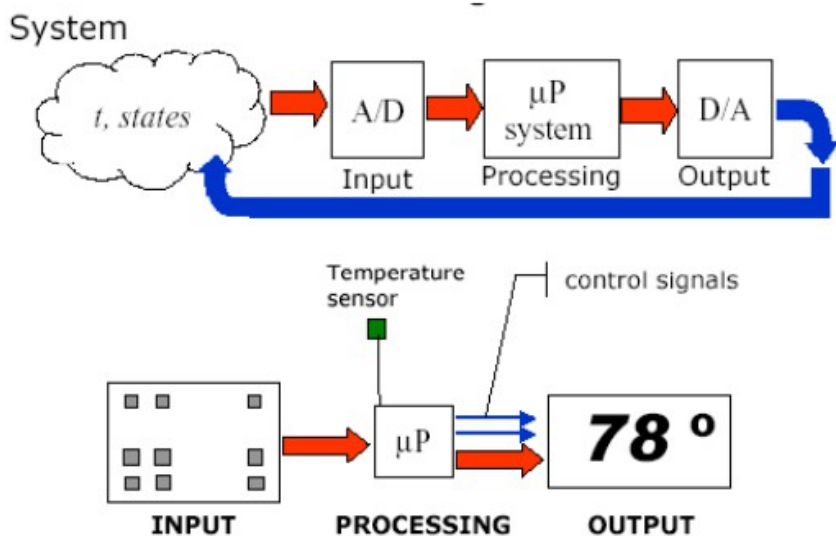 System
t, states
A/D
μP
system
D/A
Input
Processing
Output
Temperature
sensor
control signals
μP
78 º
INPUT
PROCESSING
OUTPUT